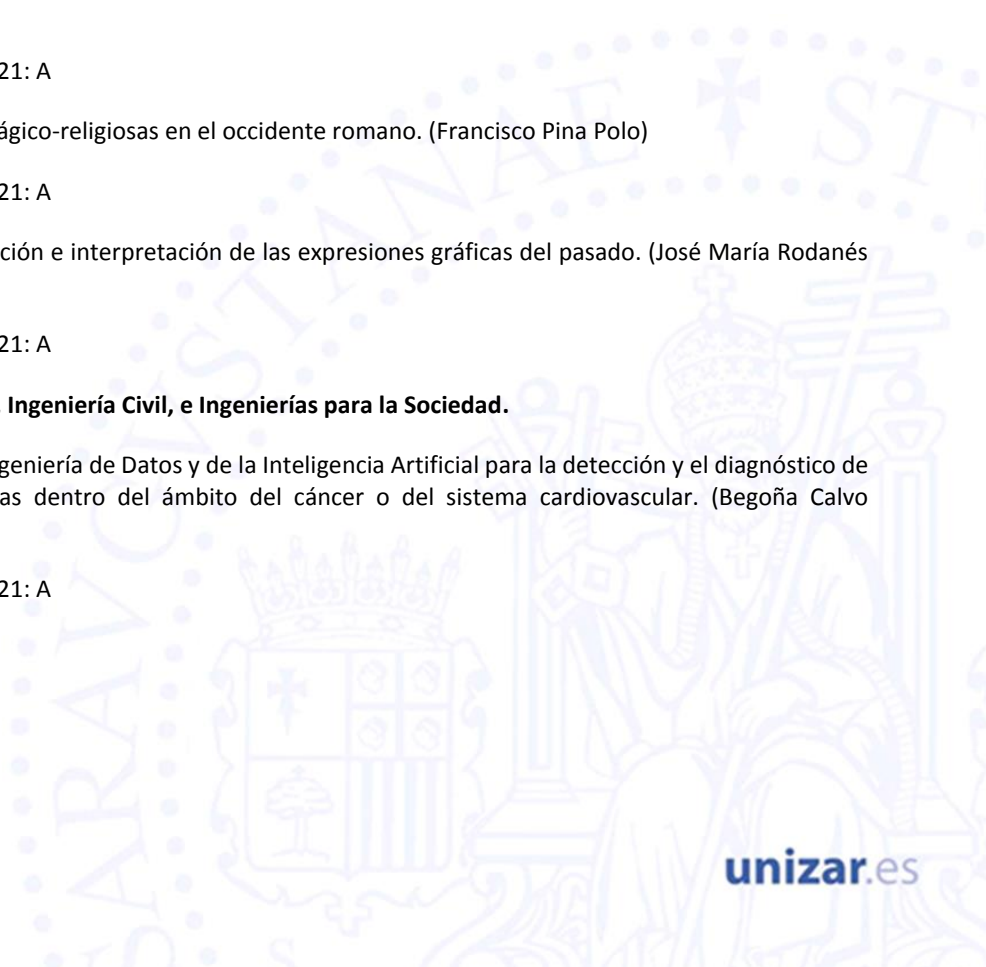 21: A
ágico-religiosas en el occidente romano. (Francisco Pina Polo)
21: A
ción e interpretación de las expresiones gráficas del pasado. (José María Rodanés
21: A
Ingeniería Civil, e Ingenierías para la Sociedad.
geniería de Datos y de la Inteligencia Artificial para la detección y el diagnóstico de
as dentro del ámbito del cáncer o del sistema cardiovascular. (Begoña Calvo
21: A
unizar.es